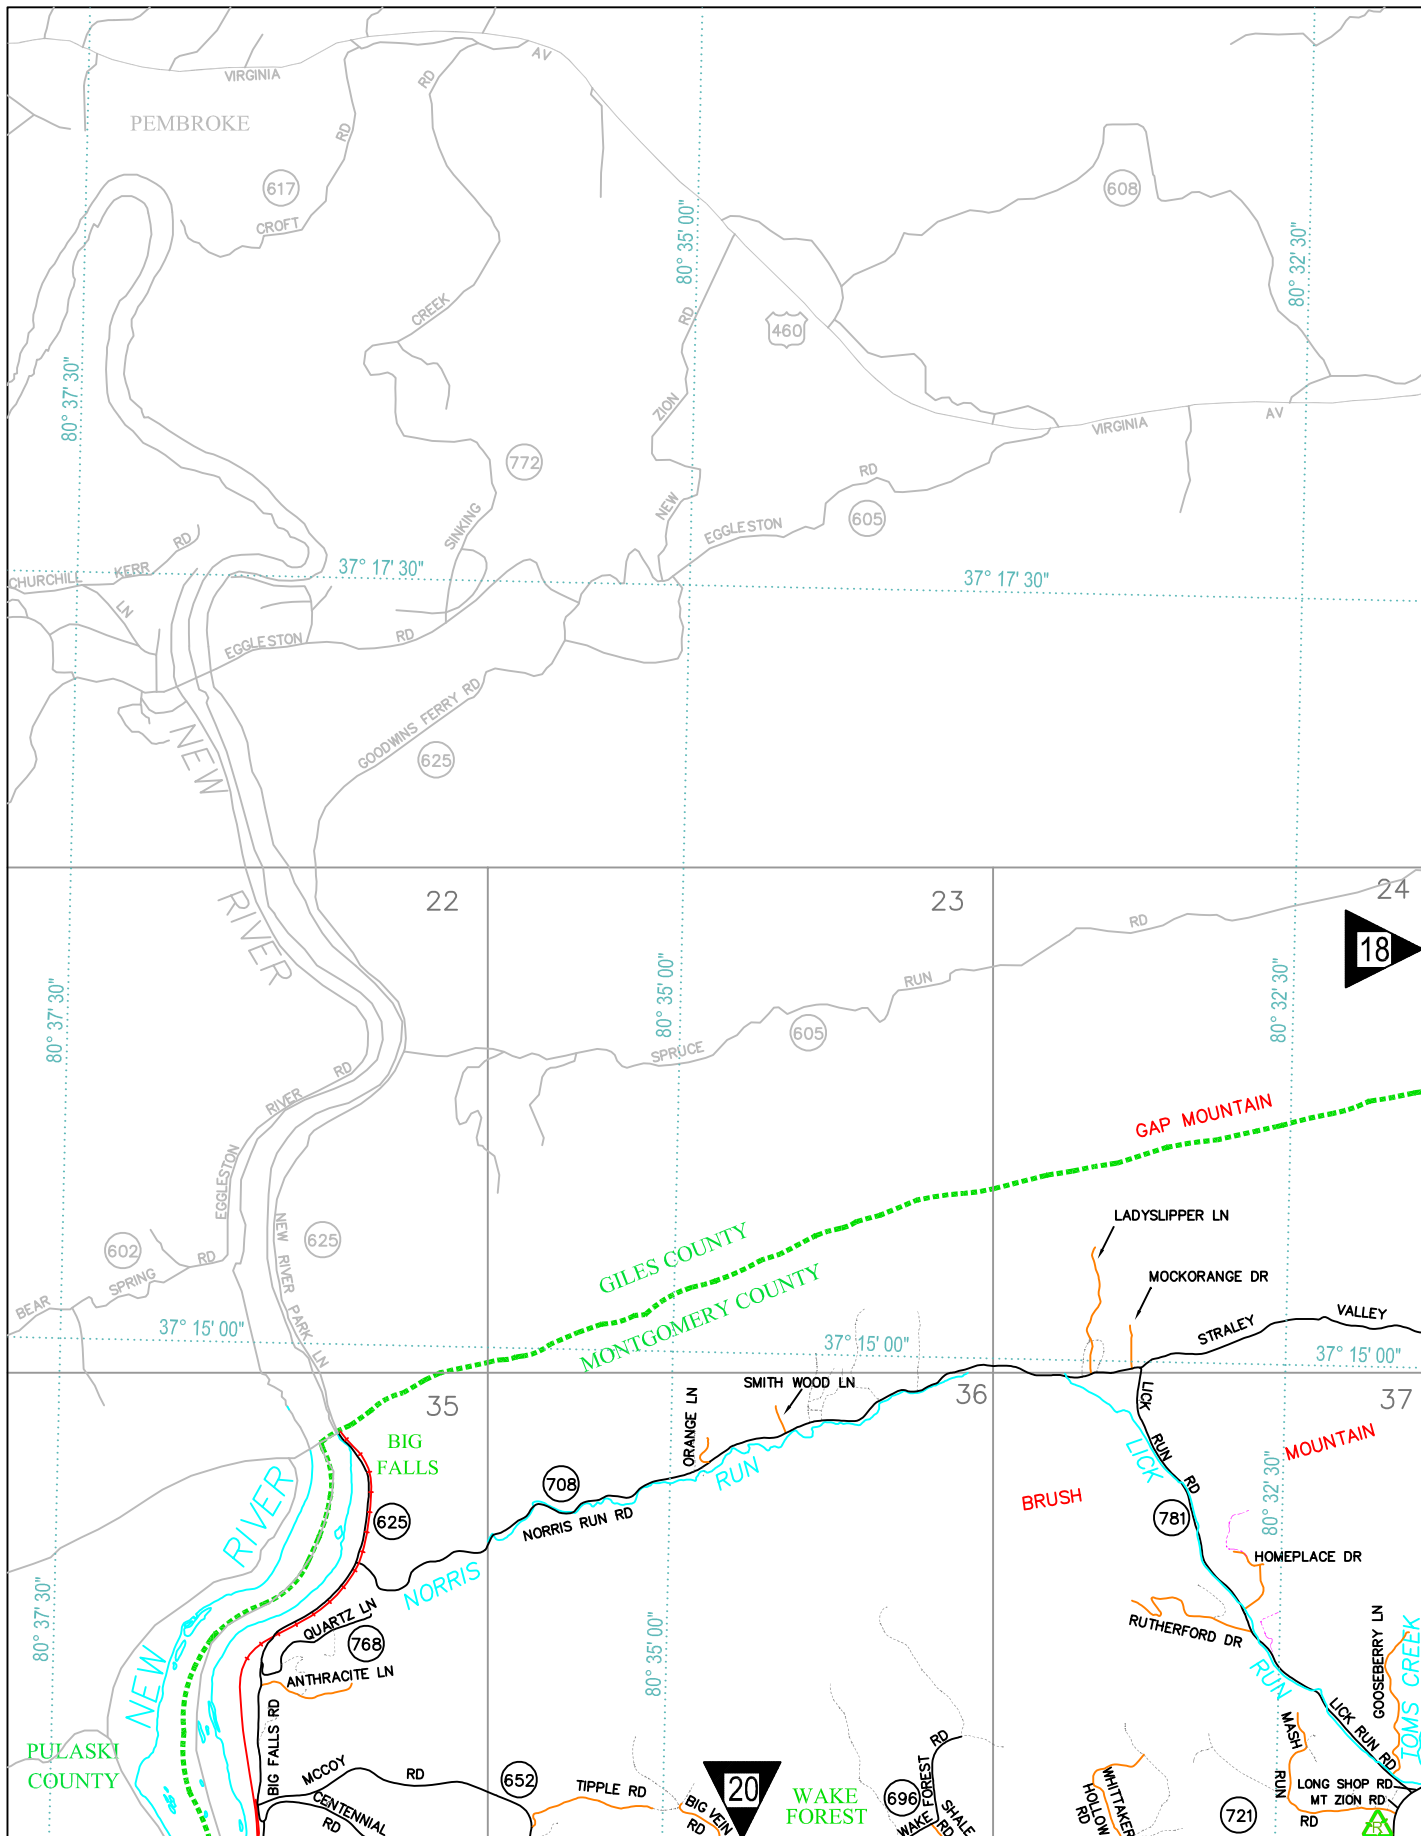 VIRGINIA
AV
RD
RD
PEMBROKE
617
CROFT
608
80° 35' 00"
80° 32' 30"
CREEK
RD
460
80° 37' 30"
ZION
VIRGINIA
AV
772
RD
NEW
605
EGGLESTON
SINKING
RD
KERR
CHURCHILL
LN
37° 17' 30"
37° 17' 30"
EGGLESTON
RD
GOODWINS FERRY RD
625
NEW
RIVER
22
23
24
RD
18
RUN
80° 37' 30"
80° 35' 00"
80° 32' 30"
605
SPRUCE
RD
RIVER
EGGLESTON
GAP MOUNTAIN
LADYSLIPPER LN
602
625
NEW RIVER PARK LN
RD
SPRING
BEAR
GILES COUNTY
MONTGOMERY COUNTY
MOCKORANGE DR
37° 15' 00"
37° 15' 00"
37° 15' 00"
STRALEY
VALLEY
35
36
37
SMITH WOOD LN
ORANGE LN
LICK
RUN
RD
BIG
FALLS
MOUNTAIN
BRUSH
LICK
RUN
NORRIS
708
NORRIS RUN RD
625
781
80° 32' 30"
HOMEPLACE DR
RIVER
NEW
80° 37' 30"
80° 35' 00"
QUARTZ LN
768
ANTHRACITE LN
RUTHERFORD DR
RUN
GOOSEBERRY LN
TOMS CREEK
LICK RUN RD
MASH
RUN
RD
BIG FALLS RD
PULASKI
COUNTY
MCCOY
RD
CENTENNIAL
RD
652
TIPPLE RD
BIG VEIN
RD
20
WAKE
FOREST
696
WAKE
FOREST
RD
SHALE
RD
WHITTAKER
HOLLOW
RD
721
LONG SHOP RD
MT ZION RD
R